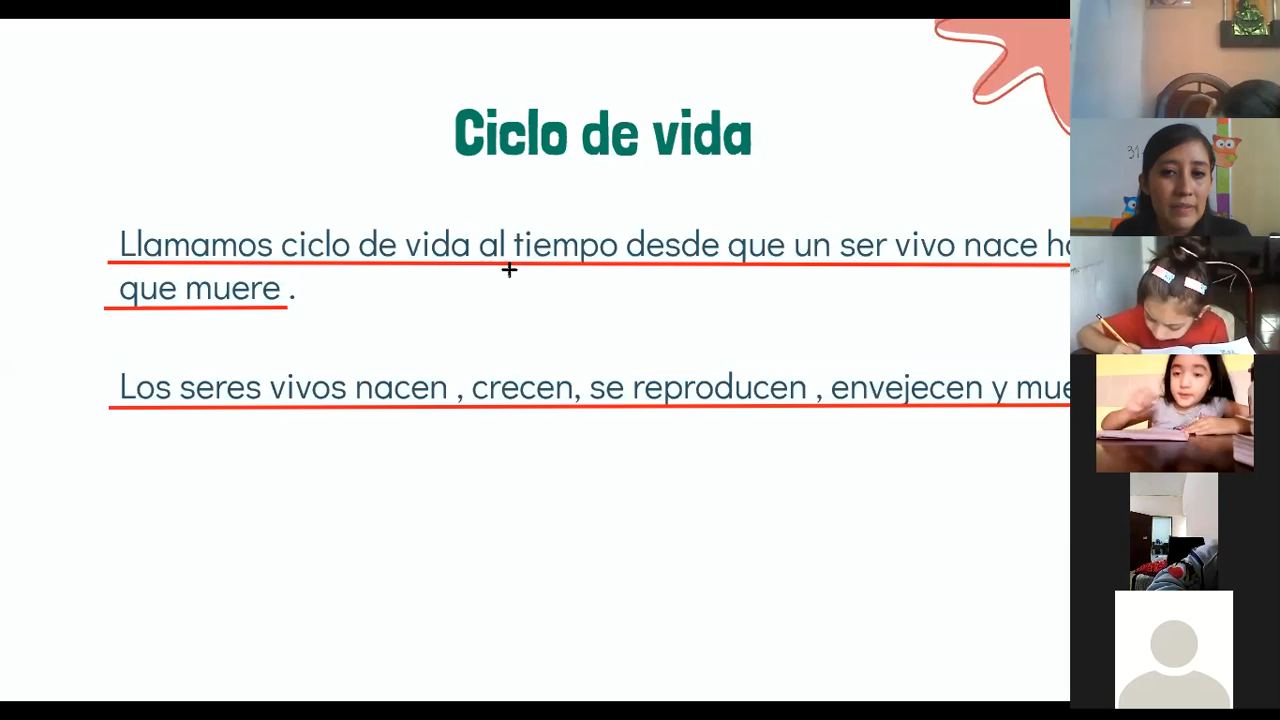 Ciclo de vida
Llamamos ciclo de vida al tiempo desde que un ser vivo nace
que muere .
Los seres vivos nacen , crecen, se reproducen , envejecen y
31